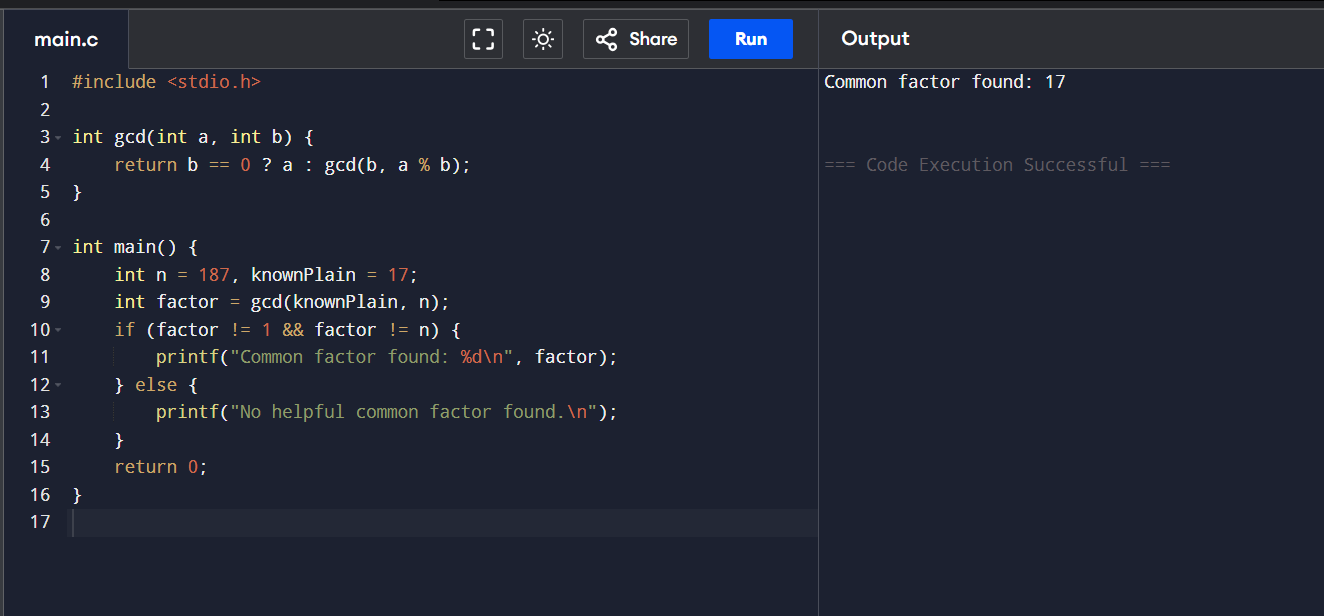 main.c
Share
Run
Output
1 #include <stdio.h>
2
3 int gcd(int a, int b) {
4     return b == 0 ? a : gcd(b, a % b);
5 }
6
7 int main() {
8     int n = 187, knownPlain = 17;
9     int factor = gcd(knownPlain, n);
10     if (factor != 1 && factor != n) {
11         printf("Common factor found: %d\n", factor);
12     } else {
13         printf("No helpful common factor found.\n");
14     }
15     return 0;
16 }
17
Common factor found: 17
=== Code Execution Successful ===